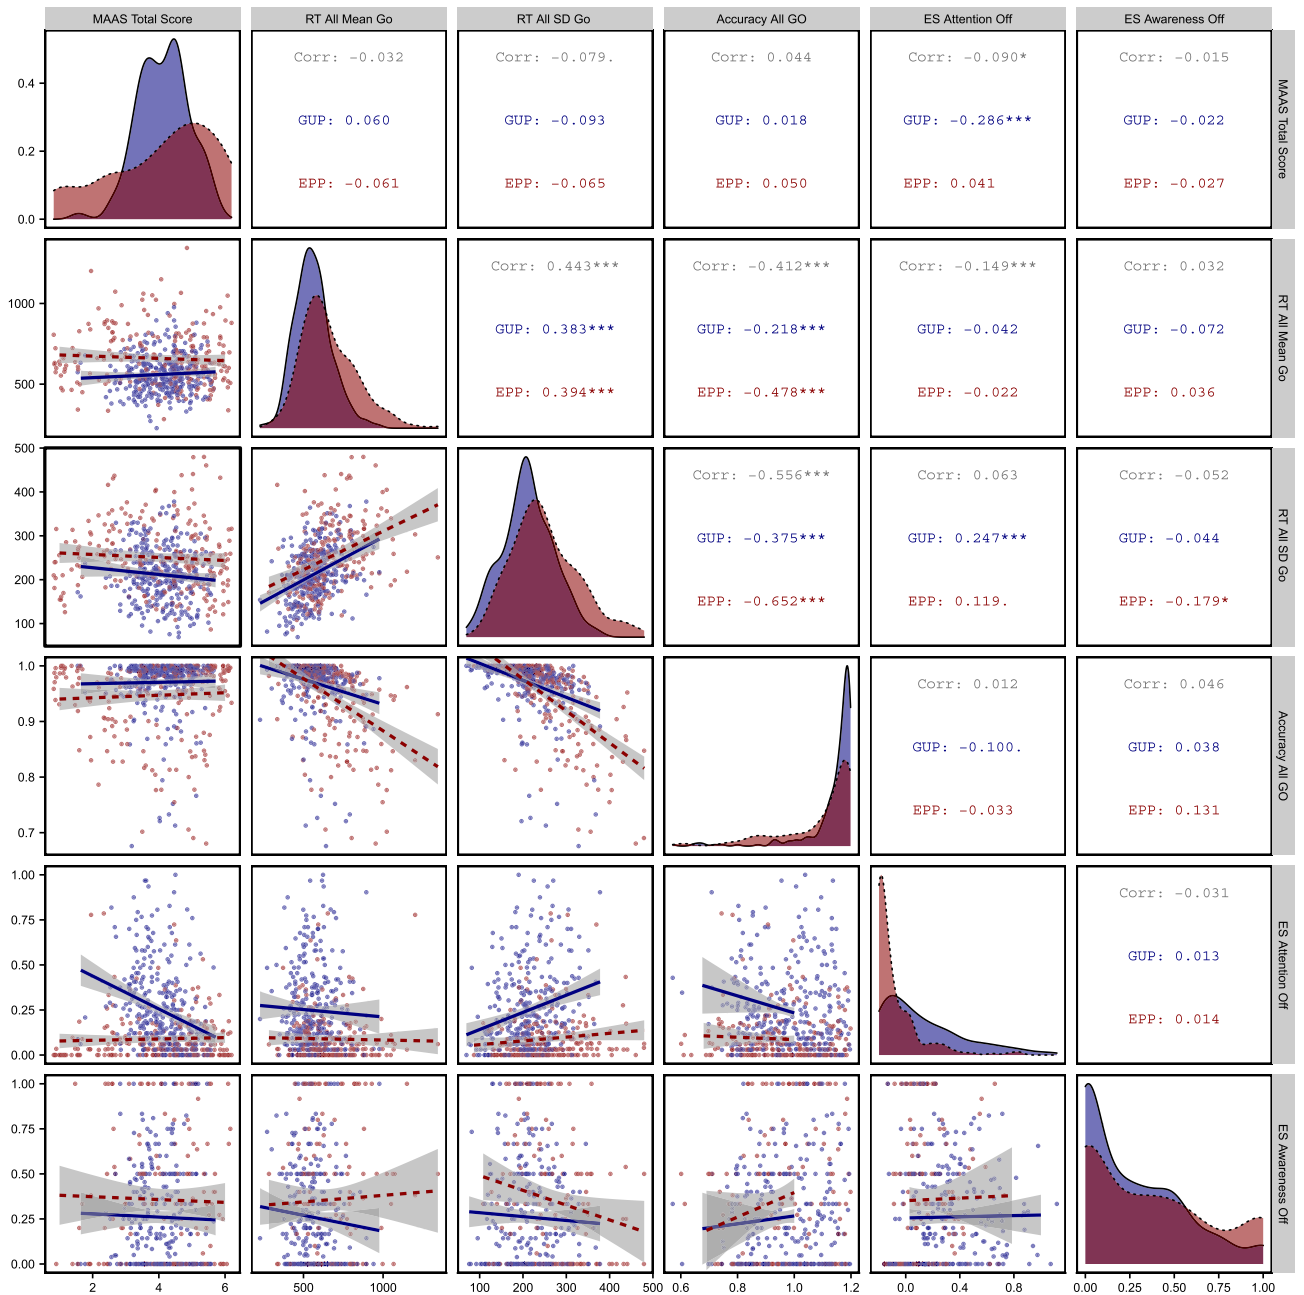 MAAS Total Score RT All Mean Go RT All SD Go Accuracy All GO ES Attention Off ES Awareness Off
0.4
0.2
0.0
Corr: -0.032 Corr: -0.079. Corr: 0.044 Corr: -0.090* Corr: -0.015
GUP: 0.060 GUP: -0.093 GUP: 0.018 GUP: -0.286*** GUP: -0.022
EPP: -0.061 EPP: -0.065 EPP: 0.050 EPP: 0.041 EPP: -0.027
MAAS Total Score
1000
500
Corr: 0.443*** Corr: -0.412*** Corr: -0.149*** Corr: 0.032
GUP: 0.383*** GUP: -0.218*** GUP: -0.042 GUP: -0.072
EPP: 0.394*** EPP: -0.478*** EPP: -0.022 EPP: 0.036
RT All Mean Go
500
400
300
200
100
Corr: -0.556*** Corr: 0.063 Corr: -0.052
GUP: -0.375*** GUP: 0.247*** GUP: -0.044
EPP: -0.652*** EPP: 0.119. EPP: -0.179*
RT All SD Go
1.0
0.9
0.8
0.7
Corr: 0.012 Corr: 0.046
GUP: -0.100. GUP: 0.038
EPP: -0.033 EPP: 0.131
Accuracy All GO
1.00
0.75
0.50
0.25
0.00
Corr: -0.031
GUP: 0.013
EPP: 0.014
ES Attention Off
1.00
0.75
0.50
0.25
0.00
ES Awareness Off
2 4 6 500 1000 100 200 300 400 500 0.6 0.8 1.0 1.2 0.0 0.4 0.8 0.00 0.25 0.50 0.75 1.00